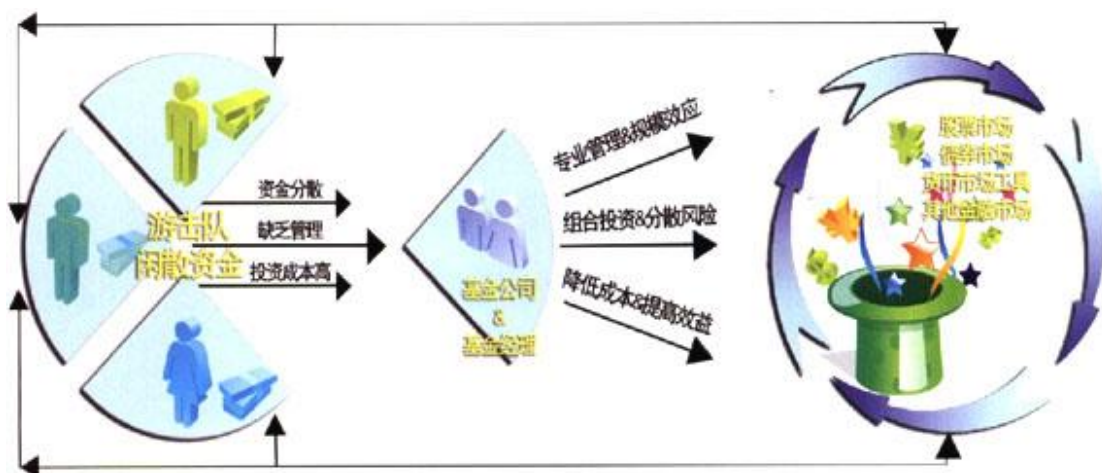 游击队
闲散资金
资金分散
缺乏管理
投资成本高
基金公司
&
基金经理
专业管理&规模效应
组合投资&分散风险
降低成本&提高效益
股票市场
债券市场
货币市场工具
其他金融市场